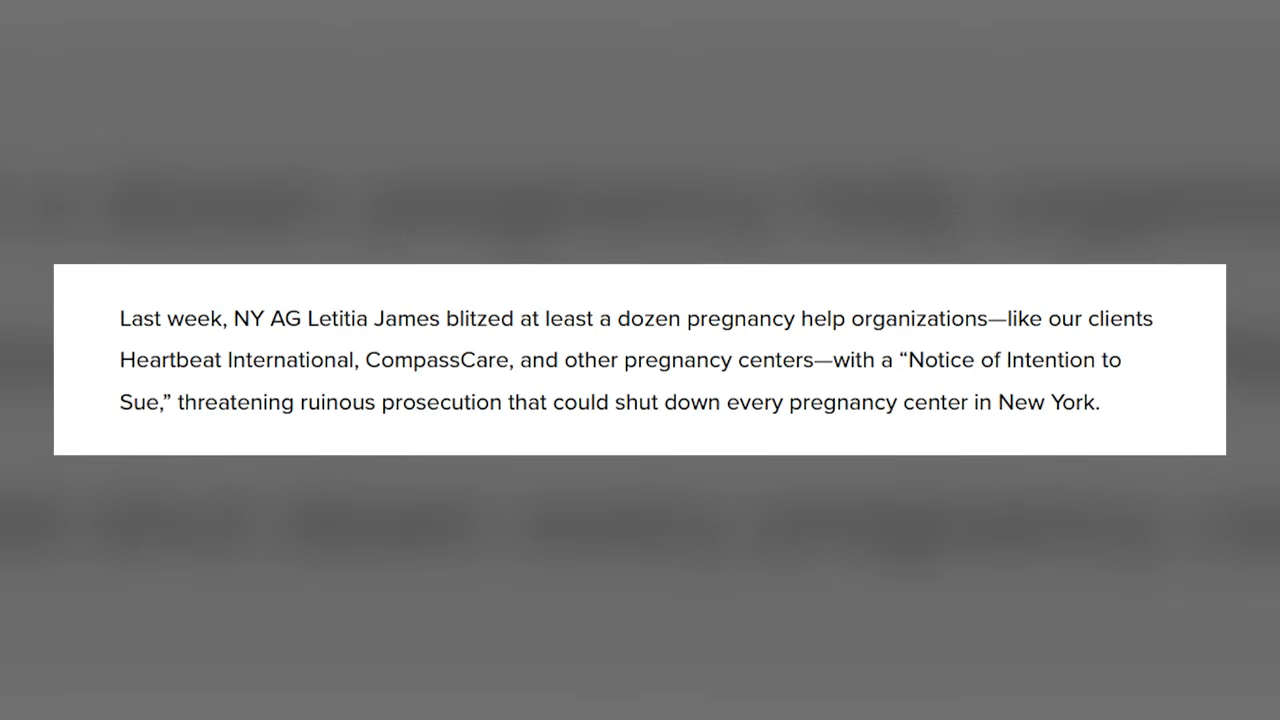 Last week, NY AG Letitia James blitzed at least a dozen pregnancy help organizations—like our clients
Heartbeat International, CompassCare, and other pregnancy centers—with a “Notice of Intention to
Sue,” threatening ruinous prosecution that could shut down every pregnancy center in New York.